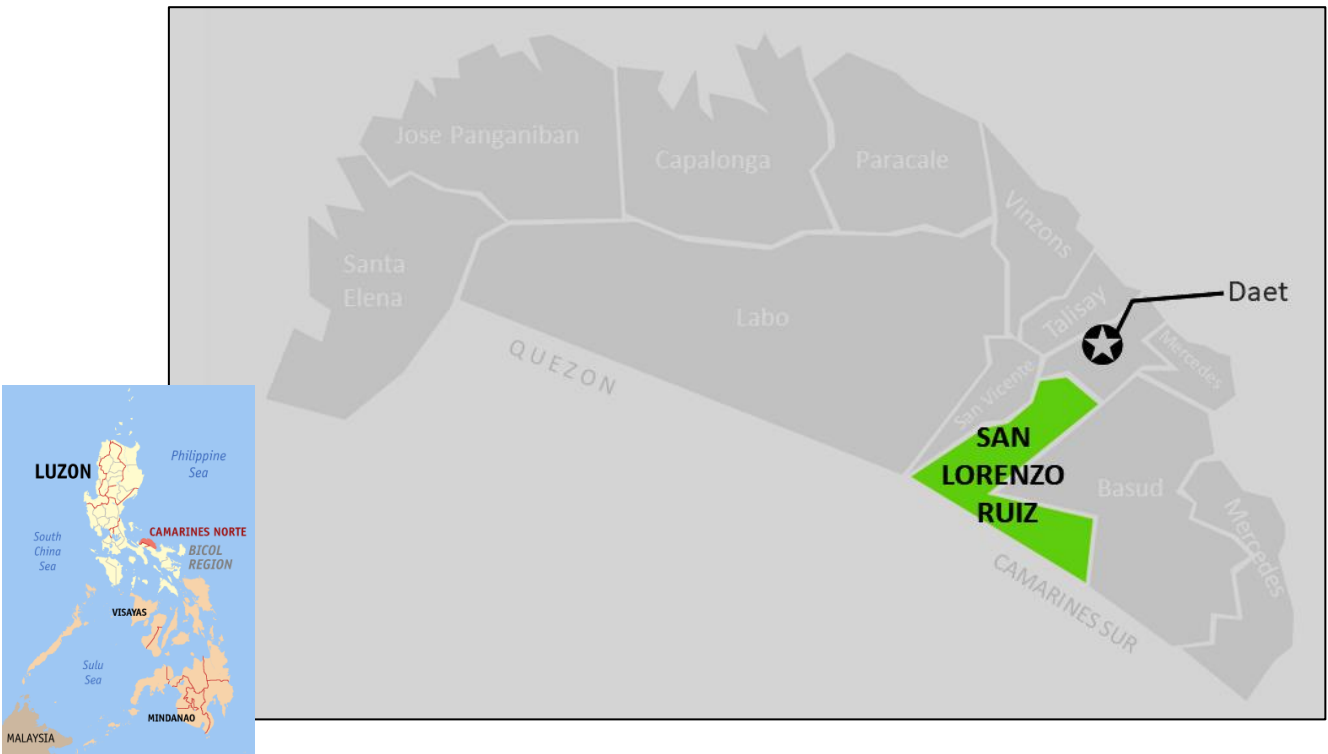 Jose Panganiban
Capalonga
Paracale
Vinzons
Santa
Elena
Labo
Talisay
Daet
Mercedes
QUEZON
San Vicente
SAN
LORENZO
RUIZ
Basud
Mercedes
CAMARINES SUR
LUZON
Philippine
Sea
South
China
Sea
CAMARINES NORTE
BICOL
REGION
VISAYAS
Sulu
Sea
MINDANAO
MALAYSIA